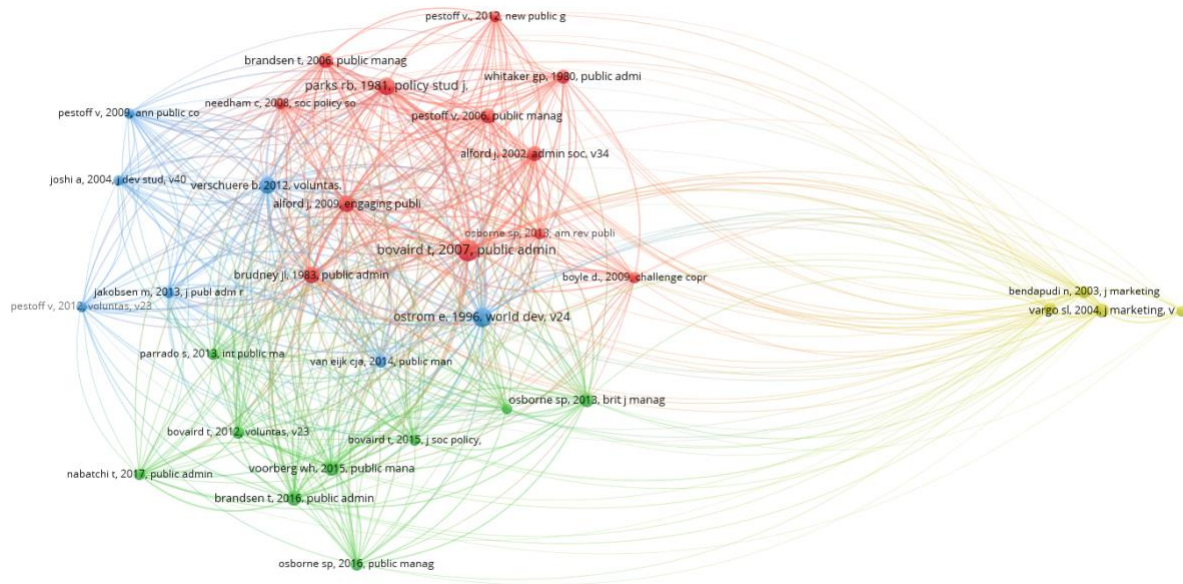 pestoff v., 2012, new public g
brandsen t, 2006, public manag
whitaker gp, 1980, public admi
parks rb. 1981, policy stud j.
needham c, 2008, soc policy so
pestoff v, 2009, ann public co
pestoff v, 2006, public manag
alford j, 2002, admin soc, v34
joshi a, 2004, j dev stud, v40
verschuere b, 2012, voluntas.
alford j, 2009, engaging publi
osborne sp, 2013, am rev publi
bovaird t, 2007, public admin
brudney jl, 1983, public admin
boyle d., 2009, challenge copr
jakobsen m, 2013, j publ adm r
bendapudi n, 2003, j marketing
pestoff v, 2012, voluntas, v23
vargo sl, 2004, j marketing, v
ostrom e, 1996, world dev, v24
parrado s, 2013, int public ma
van eijk cja, 2014, public man
osborne sp, 2013, brit j manag
bovaird t, 2012, voluntas, v23
bovaird t, 2015, j soc policy,
nabatchi t, 2017, public admin
voorberg wh, 2015, public mana
brandsen t, 2016, public admin
osborne sp, 2016, public manag